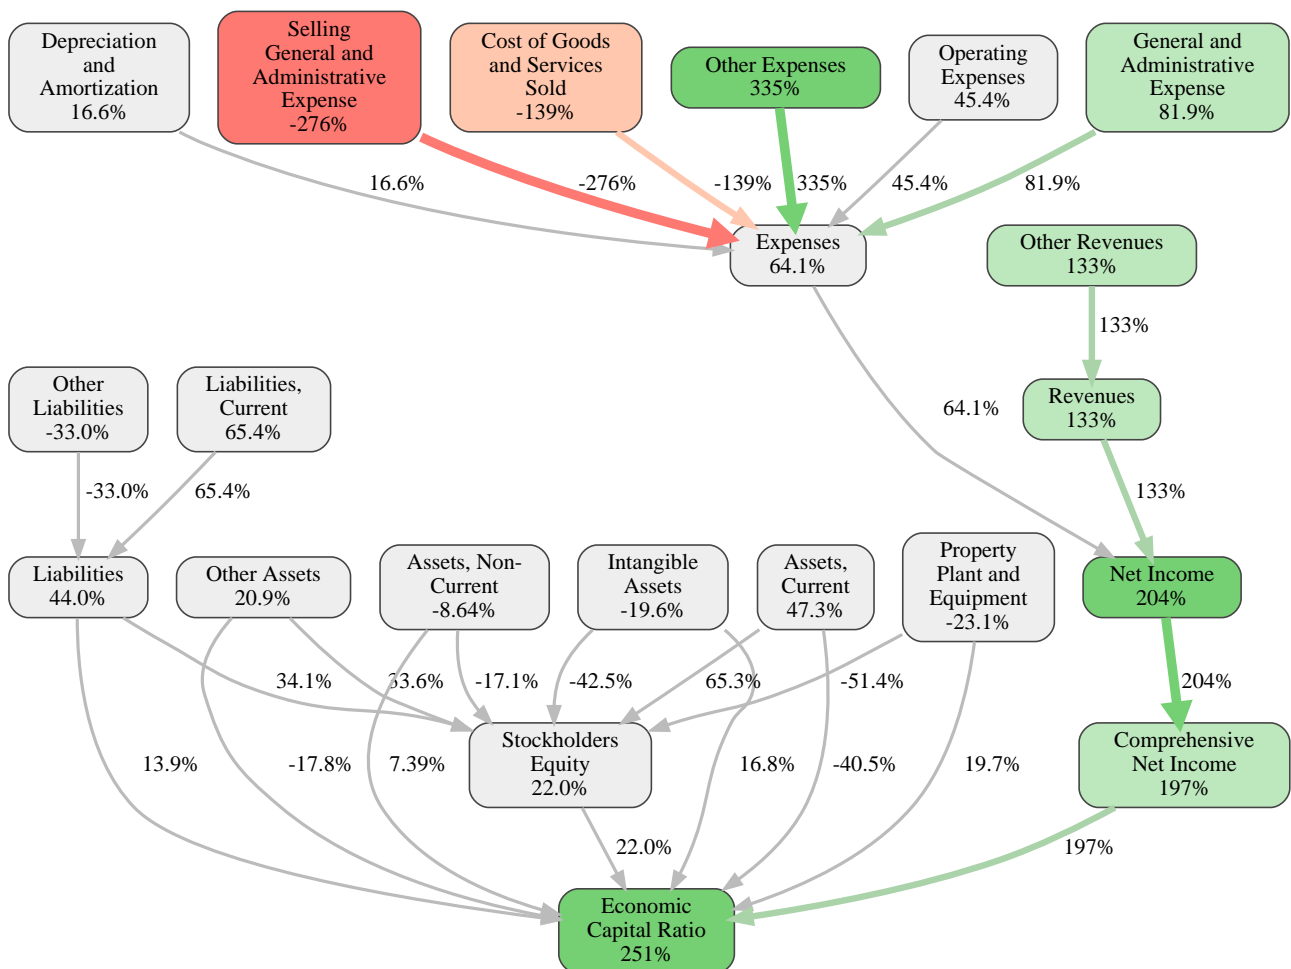 Depreciation
and
Amortization
16.6%
Selling
General and
Administrative
Expense
-276%
Cost of Goods
and Services
Sold
-139%
Other Expenses
335%
Operating
Expenses
45.4%
General and
Administrative
Expense
81.9%
16.6%
-276%
-139%
335%
45.4%
81.9%
Expenses
64.1%
Other Revenues
133%
133%
Other
Liabilities
-33.0%
Liabilities,
Current
65.4%
64.1%
Revenues
133%
-33.0%
65.4%
133%
Liabilities
44.0%
Other Assets
20.9%
Assets, Non-
Current
-8.64%
Intangible
Assets
-19.6%
Assets,
Current
47.3%
Property
Plant and
Equipment
-23.1%
Net Income
204%
34.1%
33.6%
-17.1%
-42.5%
65.3%
-51.4%
204%
13.9%
-17.8%
7.39%
Stockholders
Equity
22.0%
16.8%
-40.5%
19.7%
Comprehensive
Net Income
197%
22.0%
197%
Economic
Capital Ratio
251%